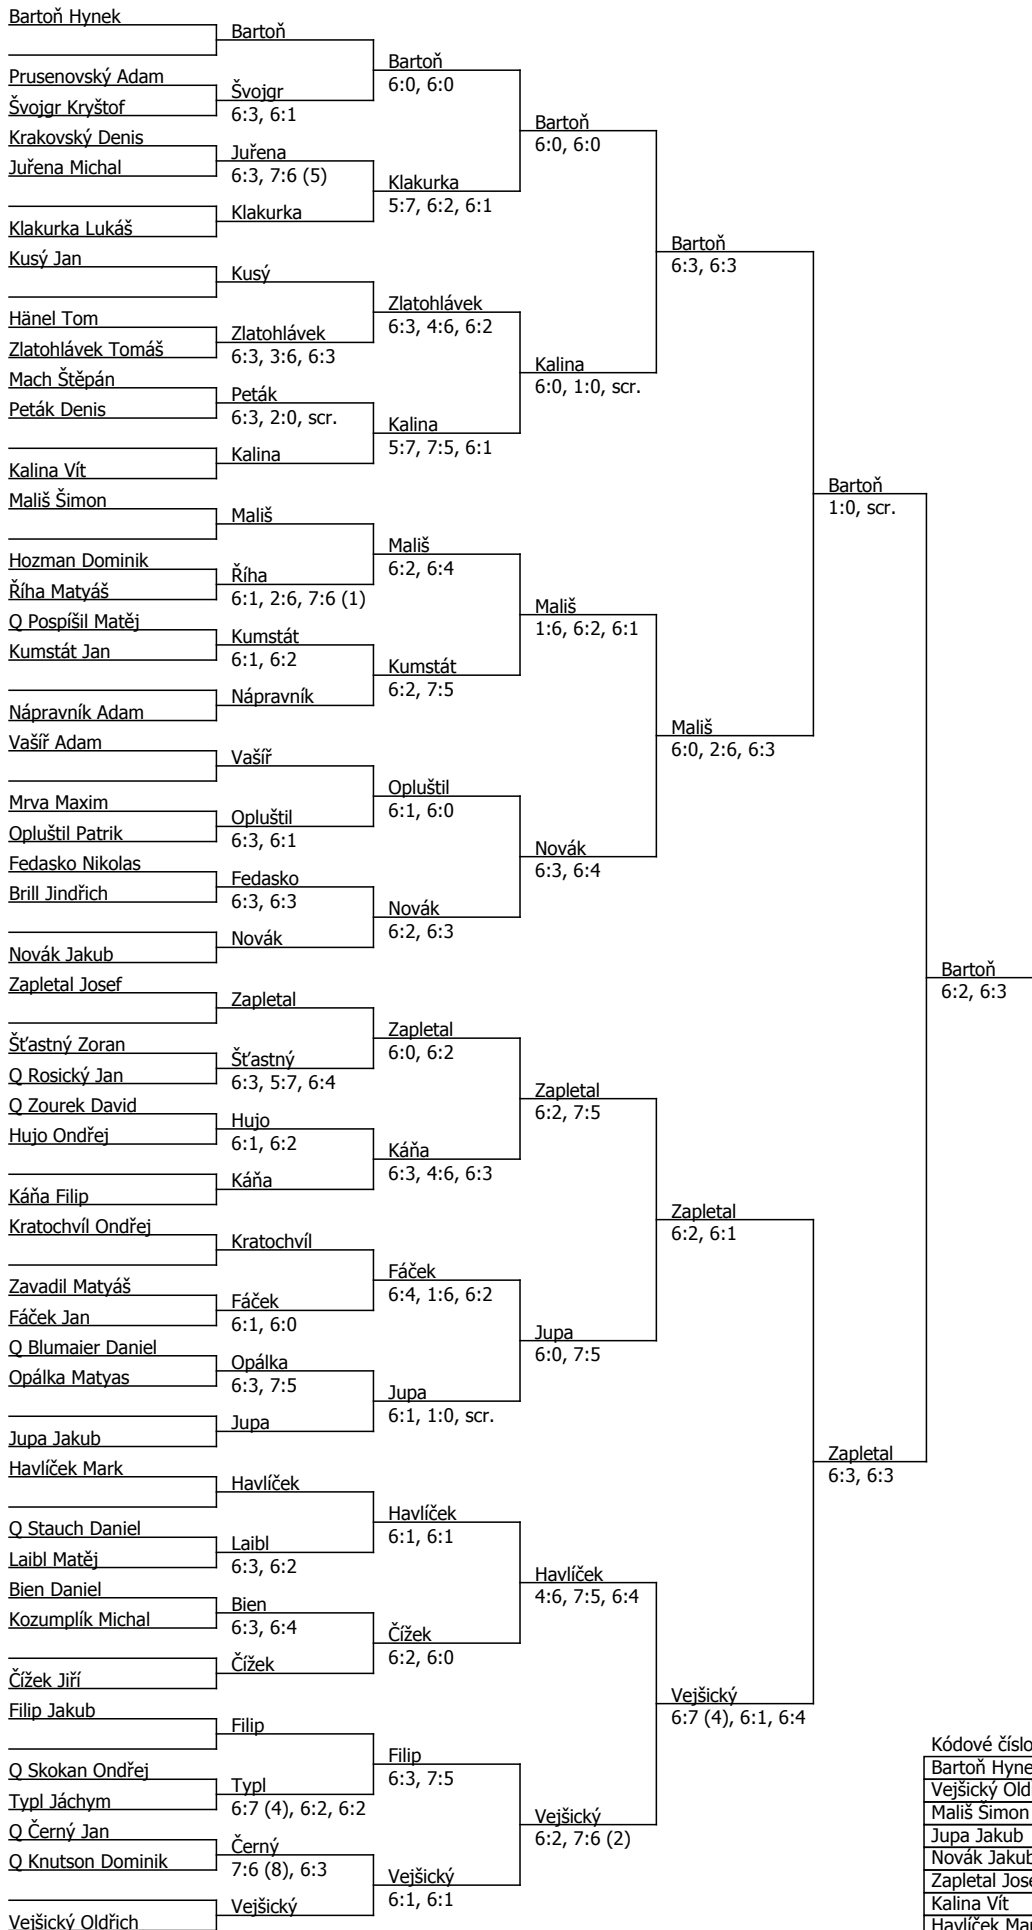 Bartoň Hynek
Bartoň
Bartoň
6:0, 6:0
Prusenovský Adam
Švojgr
Švojgr Kryštof
6:3, 6:1
Bartoň
6:0, 6:0
Krakovský Denis
Juřena
Juřena Michal
6:3, 7:6 (5)
Klakurka
5:7, 6:2, 6:1
Klakurka
Klakurka Lukáš
Bartoň
6:3, 6:3
Kusý Jan
Kusý
Zlatohlávek
6:3, 4:6, 6:2
Hänel Tom
Zlatohlávek
Zlatohlávek Tomáš
6:3, 3:6, 6:3
Kalina
6:0, 1:0, scr.
Mach Štěpán
Peták
Peták Denis
6:3, 2:0, scr.
Kalina
5:7, 7:5, 6:1
Kalina
Kalina Vít
Bartoň
1:0, scr.
Mališ Šimon
Mališ
Mališ
6:2, 6:4
Hozman Dominik
Říha
Říha Matyáš
6:1, 2:6, 7:6 (1)
Mališ
1:6, 6:2, 6:1
Q Pospíšil Matěj
Kumstát
Kumstát Jan
6:1, 6:2
Kumstát
6:2, 7:5
Nápravník
Nápravník Adam
Mališ
6:0, 2:6, 6:3
Vašíř Adam
Vašíř
Opluštil
6:1, 6:0
Mrva Maxim
Opluštil
Opluštil Patrik
6:3, 6:1
Novák
6:3, 6:4
Fedasko Nikolas
Fedasko
Brill Jindřich
6:3, 6:3
Novák
6:2, 6:3
Novák
Novák Jakub
Bartoň
6:2, 6:3
Zapletal Josef
Zapletal
Zapletal
6:0, 6:2
Šťastný Zoran
Šťastný
Q Rosický Jan
6:3, 5:7, 6:4
Zapletal
6:2, 7:5
Q Zourek David
Hujo
Hujo Ondřej
6:1, 6:2
Káňa
6:3, 4:6, 6:3
Káňa
Káňa Filip
Zapletal
6:2, 6:1
Kratochvíl Ondřej
Kratochvíl
Fáček
6:4, 1:6, 6:2
Zavadil Matyáš
Fáček
Fáček Jan
6:1, 6:0
Jupa
6:0, 7:5
Q Blumaier Daniel
Opálka
Opálka Matyas
6:3, 7:5
Jupa
6:1, 1:0, scr.
Jupa
Jupa Jakub
Zapletal
6:3, 6:3
Havlíček Mark
Havlíček
Havlíček
6:1, 6:1
Q Stauch Daniel
Laibl
Laibl Matěj
6:3, 6:2
Havlíček
4:6, 7:5, 6:4
Bien Daniel
Bien
Kozumplík Michal
6:3, 6:4
Čížek
6:2, 6:0
Čížek
Čížek Jiří
Vejšický
6:7 (4), 6:1, 6:4
Filip Jakub
Filip
Filip
6:3, 7:5
Q Skokan Ondřej
Typl
Typl Jáchym
6:7 (4), 6:2, 6:2
Vejšický
6:2, 7:6 (2)
Q Černý Jan
Černý
Q Knutson Dominik
7:6 (8), 6:3
Vejšický
6:1, 6:1
Vejšický
Vejšický Oldřich
Kódové číslo
Bartoň Hyne
Vejšický Old
Mališ Šimon
Jupa Jakub
Novák Jakub
Zapletal Jose
Kalina Vít
Havlíček Mar